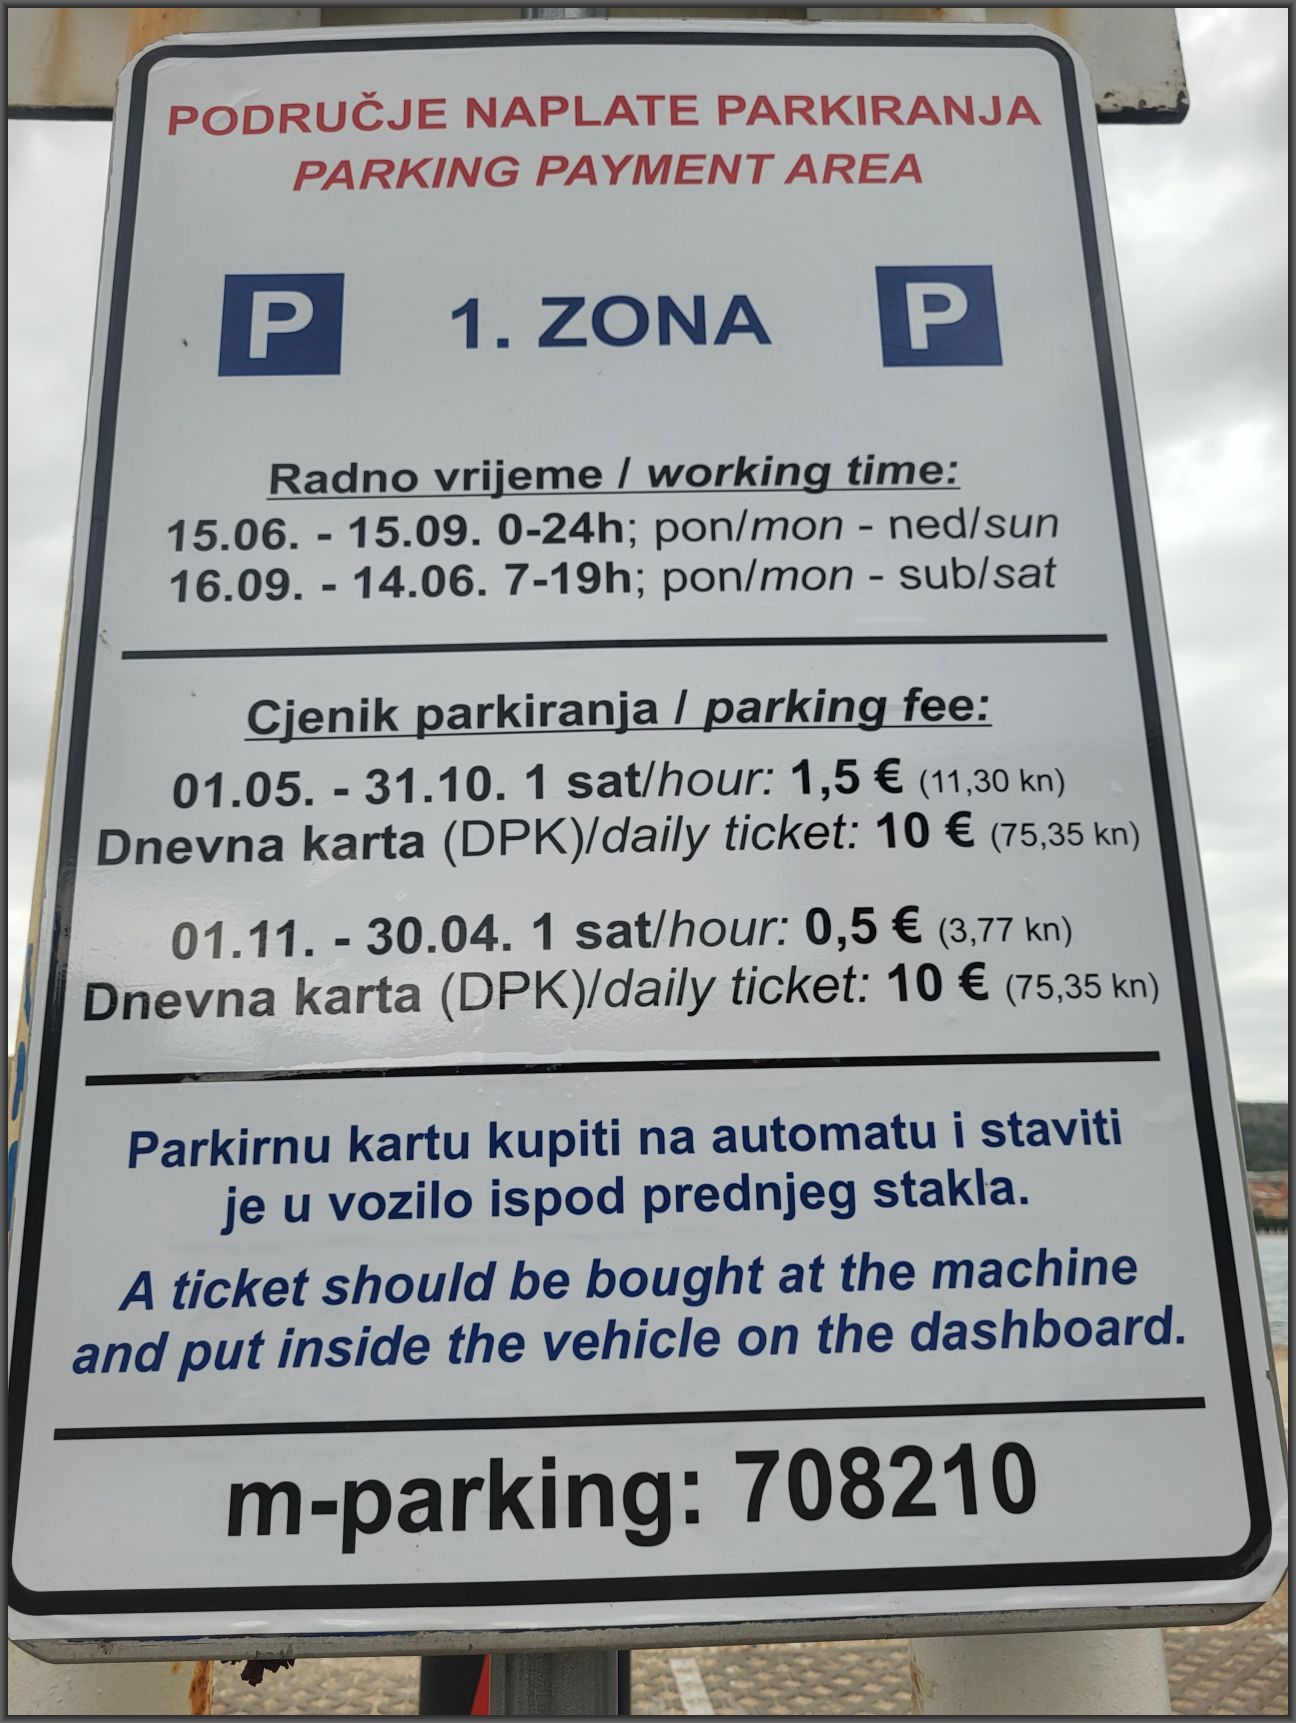 PODRUČJE NAPLATE PARKIRANJA
PARKING PAYMENT AREA
P 1. ZONA P
Radno vrijeme / working time:
15.06. - 15.09. 0-24h; pon/mon - ned/sun
16.09. - 14.06. 7-19h; pon/mon - sub/sat
Cjenik parkiranja / parking fee:
01.05. - 31.10. 1 sat/hour: 1,5 € (11,30 kn)
Dnevna karta (DPK)/daily ticket: 10 € (75,35 kn)
01.11. - 30.04. 1 sat/hour: 0,5 € (3,77 kn)
Dnevna karta (DPK)/daily ticket: 10 € (75,35 kn)
Parkirnu kartu kupiti na automatu i staviti
je u vozilo ispod prednjeg stakla.
A ticket should be bought at the machine
and put inside the vehicle on the dashboard.
m-parking: 708210